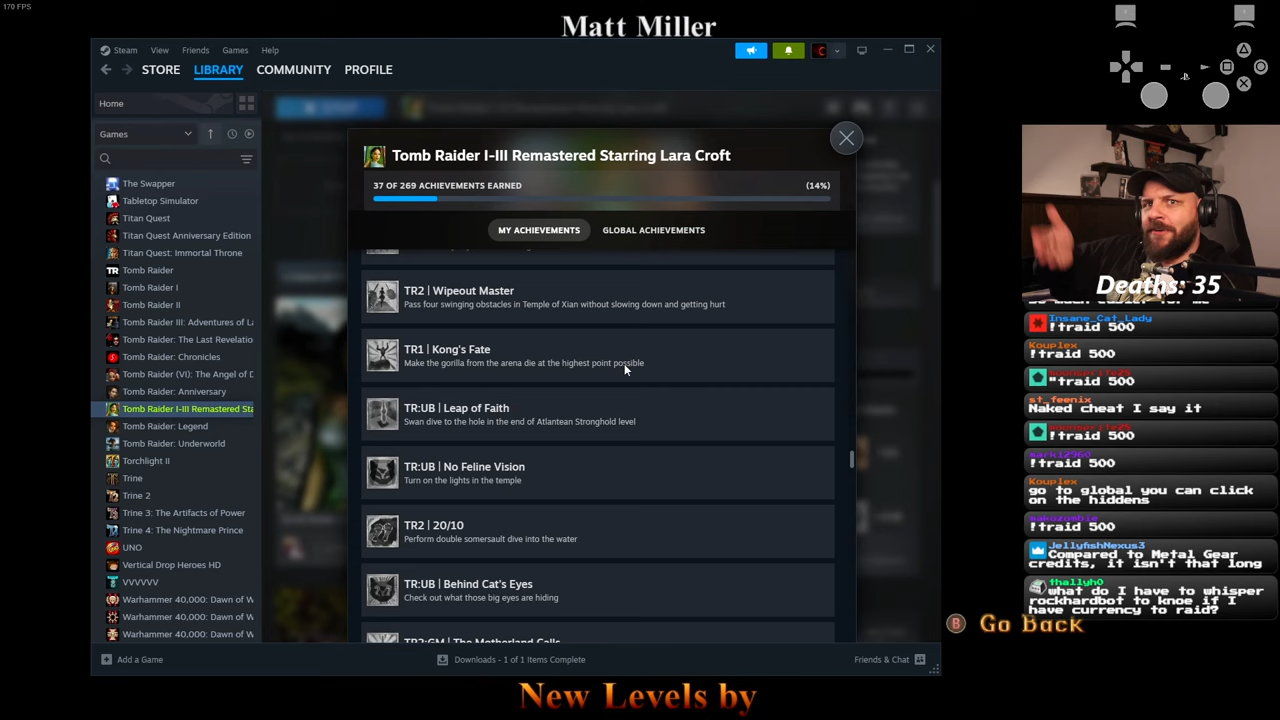 170 FPS
Matt Miller
Steam View Friends Games Help
STORE LIBRARY COMMUNITY PROFILE
Home
Games
The Swapper
Tabletop Simulator
Titan Quest
Titan Quest Anniversary Edition
Titan Quest: Immortal Throne
Tomb Raider
Tomb Raider I
Tomb Raider II
Tomb Raider III: Adventures of La
Tomb Raider: The Last Revelatio
Tomb Raider: Chronicles
Tomb Raider (VI): The Angel of D
Tomb Raider: Anniversary
Tomb Raider I-III Remastered Sta
Tomb Raider: Legend
Tomb Raider: Underworld
Torchlight II
Trine
Trine 2
Trine 3: The Artifacts of Power
Trine 4: The Nightmare Prince
UNO
Vertical Drop Heroes HD
VVVVVV
Warhammer 40,000: Dawn of W
Warhammer 40,000: Dawn of W
Warhammer 40,000: Dawn of W
Add a Game
Tomb Raider I-III Remastered Starring Lara Croft
37 OF 269 ACHIEVEMENTS EARNED (14%)
MY ACHIEVEMENTS GLOBAL ACHIEVEMENTS
TR2 | Wipeout Master
Pass four swinging obstacles in Temple of Xian without slowing down and getting hurt
TR1 | Kong's Fate
Make the gorilla from the arena die at the highest point possible
TR:UB | Leap of Faith
Swan dive to the hole in the end of Atlantean Stronghold level
TR:UB | No Feline Vision
Turn on the lights in the temple
TR2 | 20/10
Perform double somersault dive into the water
TR:UB | Behind Cat's Eyes
Check out what those big eyes are hiding
TR2:GM | The Motherland Calls
Downloads - 1 of 1 Items Complete
Friends & Chat
Deaths: 35
so much easier for me
Insane_Cat_Lady
!traid 500
Kouplex
!traid 500
"!traid 500
st_feenix
Naked cheat I say it
!traid 500
mark12960
!traid 500
Kouplex
go to global you can click
on the hiddens
!traid 500
JellyfishNexus3
Compared to Metal Gear
credits, it isn't that long
thallyh0
what do I have to whisper
rockhardbot to knoe if I
have currency to raid?
B Go Back
New Levels by